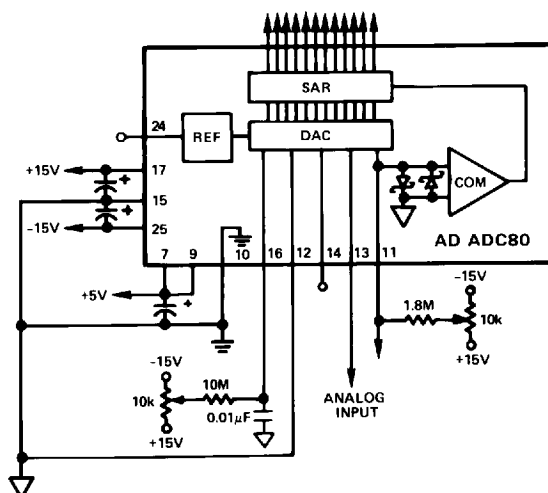 SAR
24
REF
DAC
+15V
17
+
15
+
-15V
25
COM
AD ADC80
7
9
10
16
12
14
13
11
+5V
+
-15V
1.8M
10k
+15V
-15V
10M
10k
0.01µF
+15V
ANALOG
INPUT